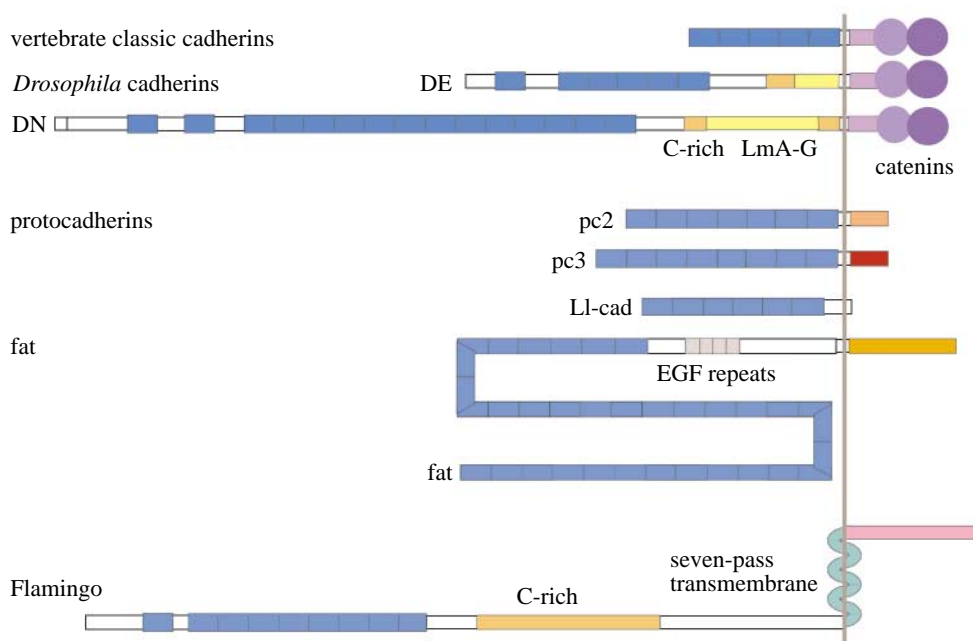 vertebrate classic cadherins
Drosophila cadherins
DE
DN
C-rich
LmA-G
catenins
protocadherins
pc2
pc3
Ll-cad
fat
EGF repeats
fat
seven-pass
transmembrane
Flamingo
C-rich